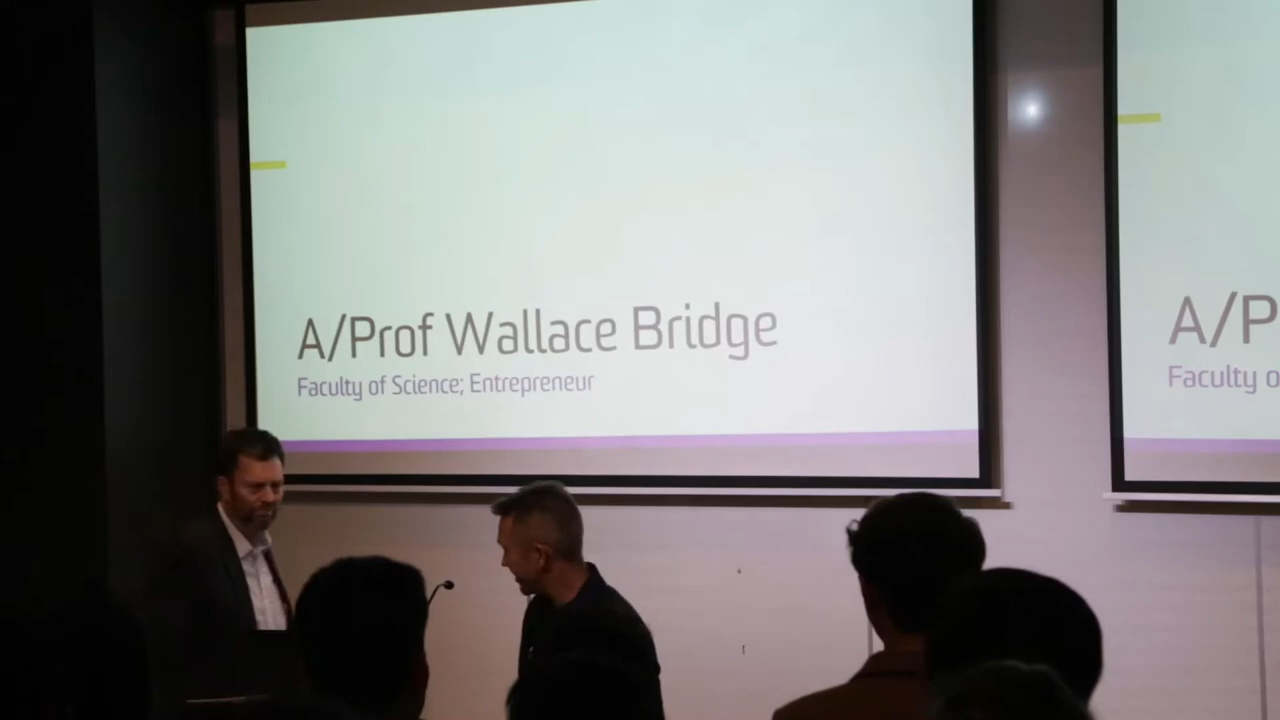 A/Prof Wallace Bridge
Faculty of Science; Entrepreneur
A/P
Faculty o